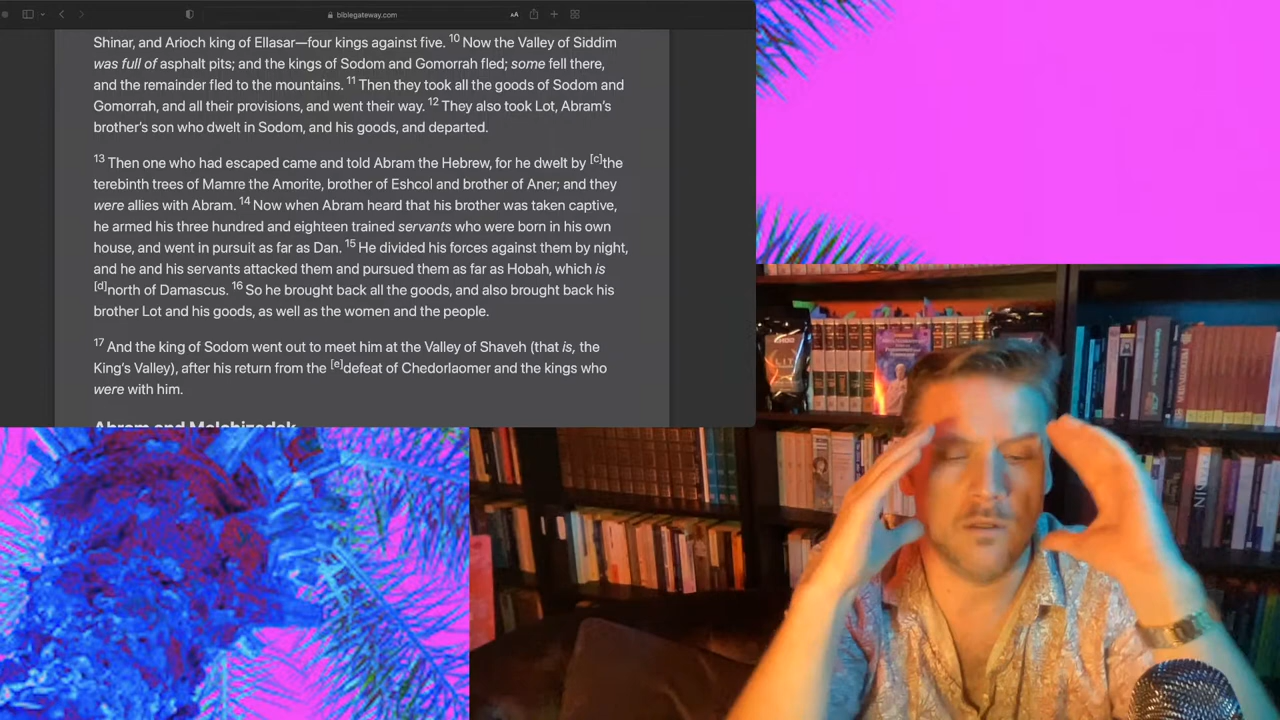 biblegateway.com
AA
Shinar, and Arioch king of Ellasar—four kings against five. 10 Now the Valley of Siddim
was full of asphalt pits; and the kings of Sodom and Gomorrah fled; some fell there,
and the remainder fled to the mountains. 11 Then they took all the goods of Sodom and
Gomorrah, and all their provisions, and went their way. 12 They also took Lot, Abram's
brother's son who dwelt in Sodom, and his goods, and departed.
13 Then one who had escaped came and told Abram the Hebrew, for he dwelt by [c]the
terebinth trees of Mamre the Amorite, brother of Eshcol and brother of Aner; and they
were allies with Abram. 14 Now when Abram heard that his brother was taken captive,
he armed his three hundred and eighteen trained servants who were born in his own
house, and went in pursuit as far as Dan. 15 He divided his forces against them by night,
and he and his servants attacked them and pursued them as far as Hobah, which is
[d]north of Damascus. 16 So he brought back all the goods, and also brought back his
brother Lot and his goods, as well as the women and the people.
17 And the king of Sodom went out to meet him at the Valley of Shaveh (that is, the
King's Valley), after his return from the [e]defeat of Chedorlaomer and the kings who
were with him.
Abram and Melchizedek